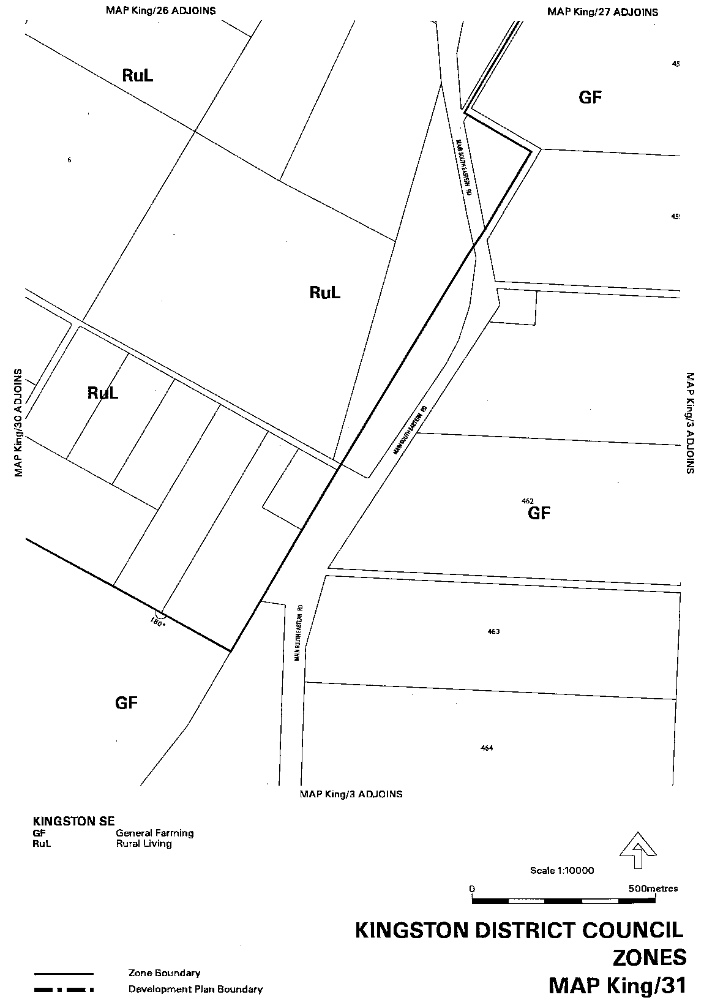 MAP King/26 ADJOINS
MAP King/27 ADJOINS
45
RuL
GF
6
MAIN SOUTH EASTERN RD
45
RuL
MAP King/30 ADJOINS
RuL
MAIN SOUTH EASTERN RD
MAP King/3 ADJOINS
462
GF
180°
MAIN SOUTH EASTERN RD
463
GF
464
MAP King/3 ADJOINS
KINGSTON SE
GF General Farming
RuL Rural Living
Scale 1:10000
0 500metres
KINGSTON DISTRICT COUNCIL
ZONES
MAP King/31
Zone Boundary
Development Plan Boundary